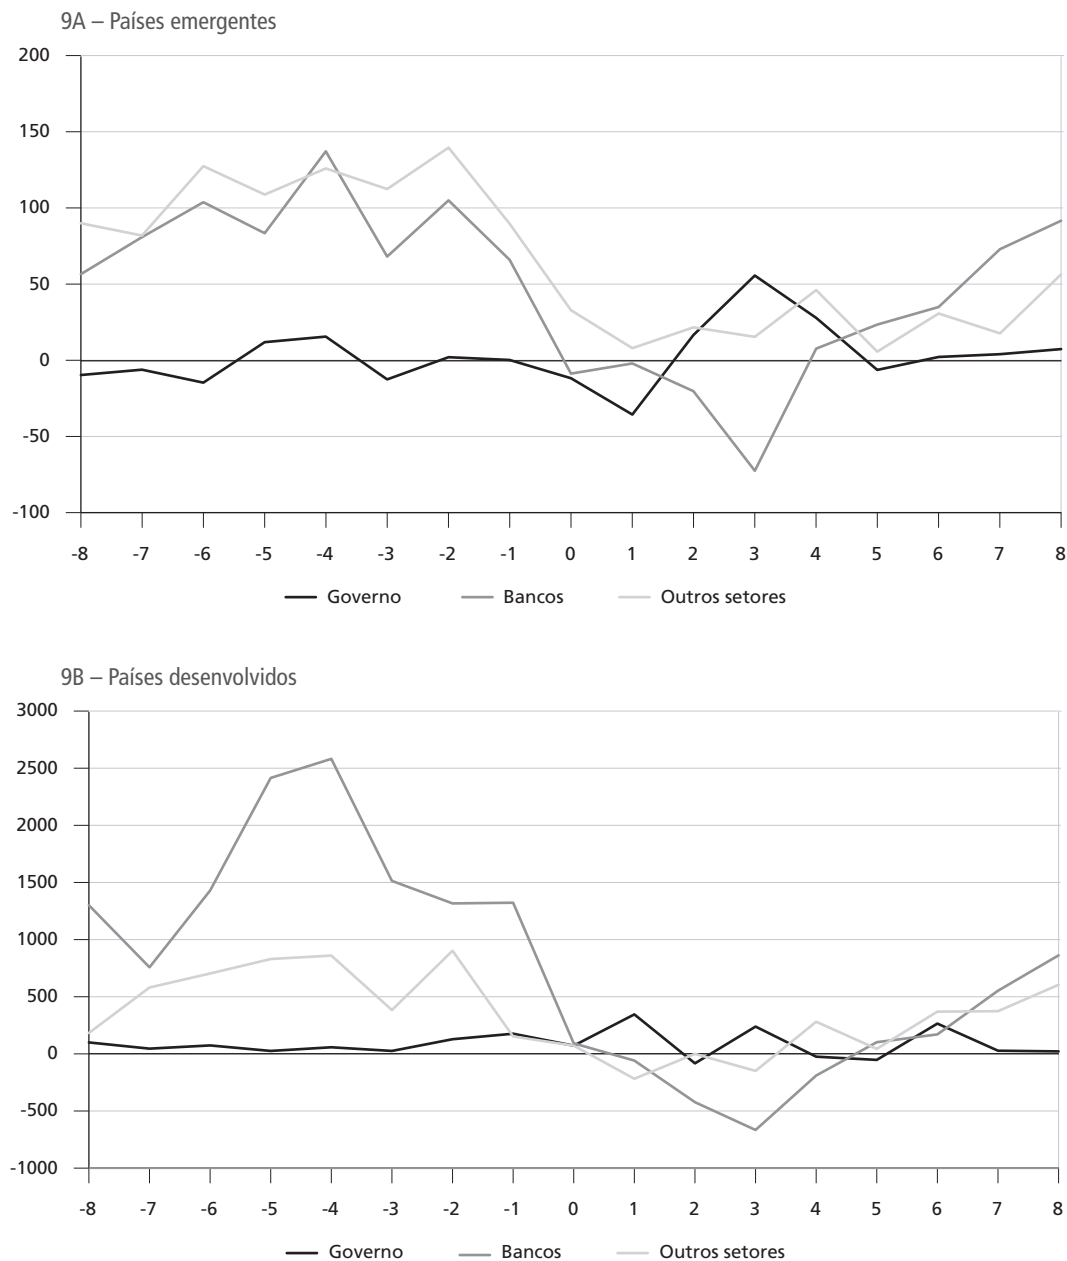 9A – Países emergentes
200
150
100
50
0
-50
-100
-8 -7 -6 -5 -4 -3 -2 -1 0 1 2 3 4 5 6 7 8
Governo Bancos Outros setores
9B – Países desenvolvidos
3000
2500
2000
1500
1000
500
0
-500
-1000
-8 -7 -6 -5 -4 -3 -2 -1 0 1 2 3 4 5 6 7 8
Governo Bancos Outros setores